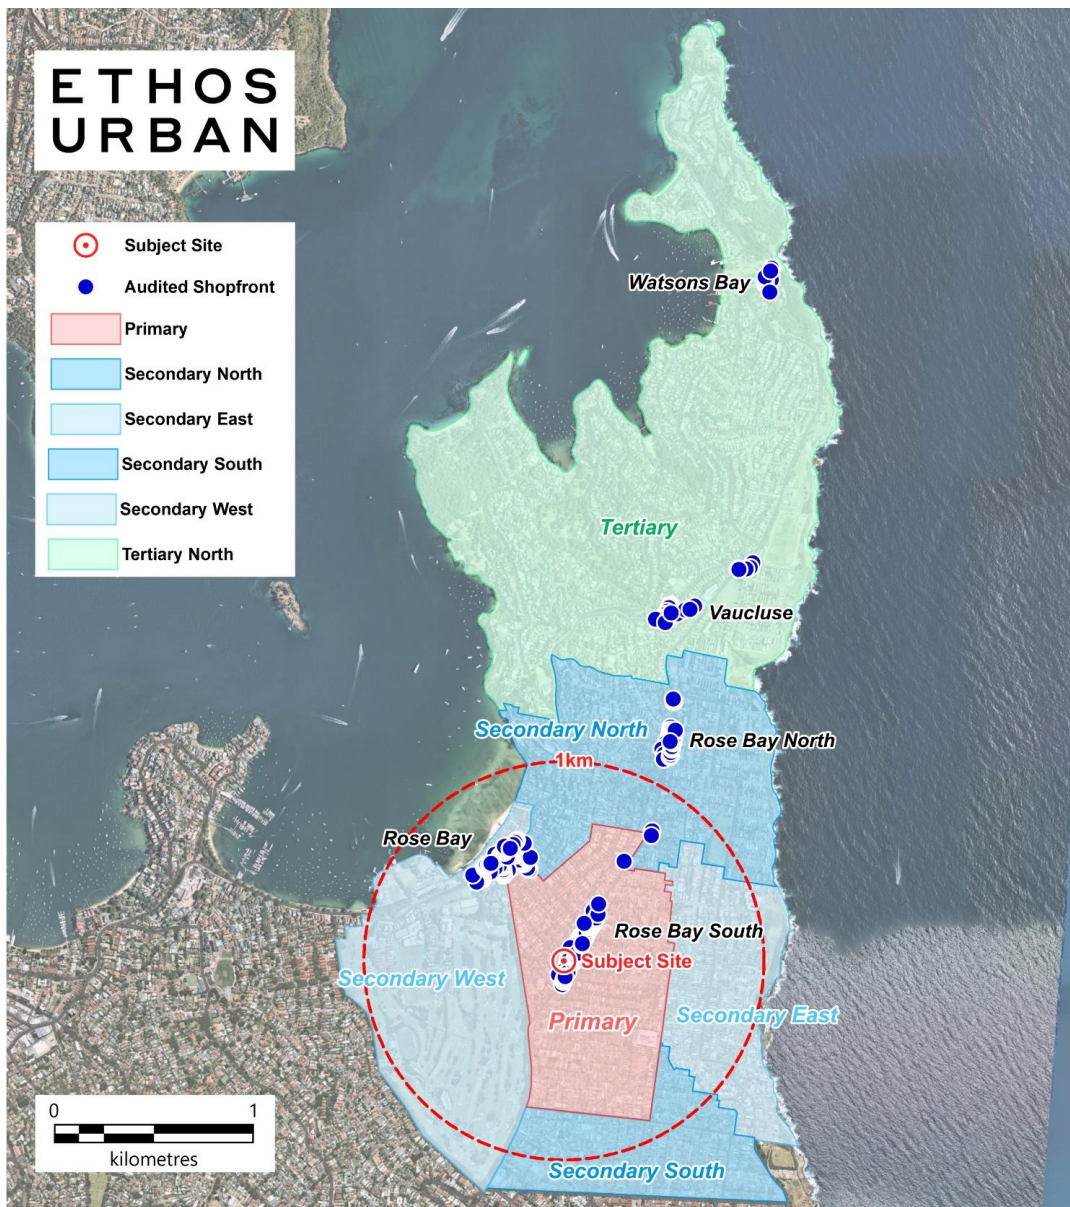 ETHOS
URBAN
Subject Site
Audited Shopfront
Primary
Secondary North
Secondary East
Secondary South
Secondary West
Tertiary North
Watsons Bay
Tertiary
Vaucluse
Secondary North
Rose Bay North
1km
Rose Bay
Rose Bay South
Subject Site
Secondary West
Secondary East
Primary
Secondary South
0 1
kilometres